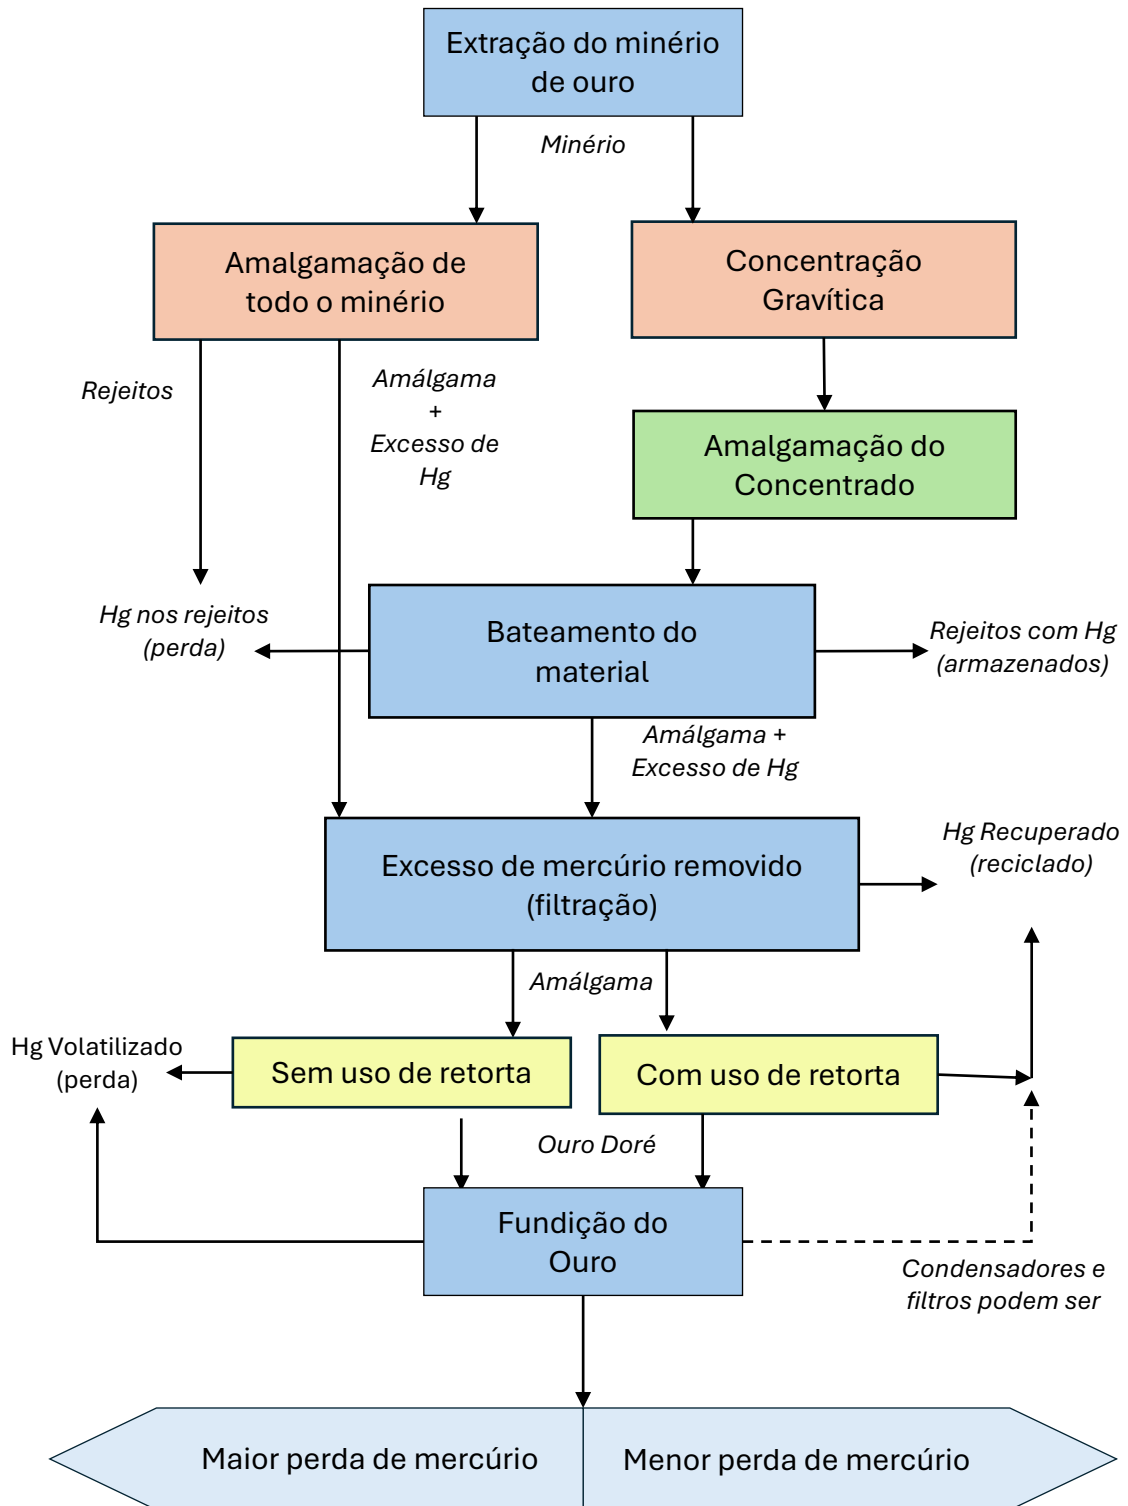 Extração do minério
de ouro
Minério
Amalgamação de
todo o minério
Concentração
Gravítica
Rejeitos
Amálgama
+
Excesso de
Hg
Amalgamação do
Concentrado
Hg nos rejeitos
(perda)
Bateamento do
material
Rejeitos com Hg
(armazenados)
Amálgama +
Excesso de Hg
Excesso de mercúrio removido
(filtração)
Hg Recuperado
(reciclado)
Amálgama
Hg Volatilizado
(perda)
Sem uso de retorta
Com uso de retorta
Ouro Doré
Fundição do
Ouro
Condensadores e
filtros podem ser
Maior perda de mercúrio
Menor perda de mercúrio